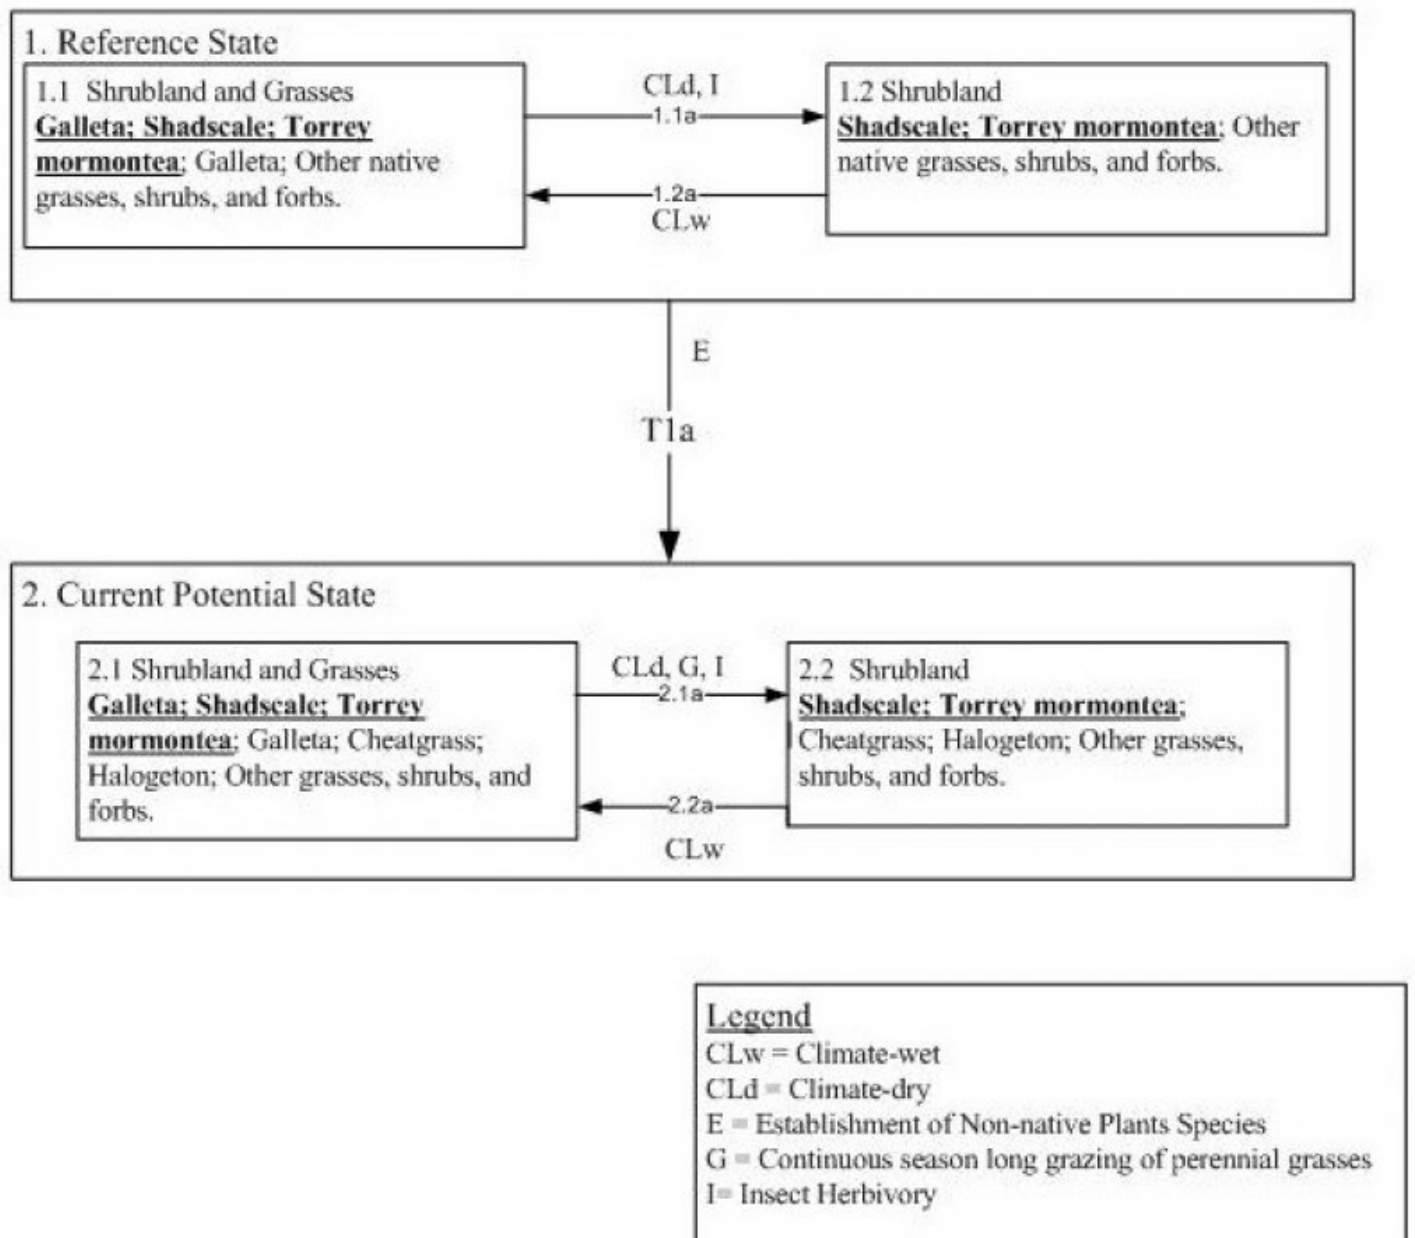 1. Reference State
1.1 Shrubland and Grasses
Galleta; Shadscale; Torrey
mormontea; Galleta; Other native
grasses, shrubs, and forbs.
CLd, I
1.1a
1.2a
CLw
1.2 Shrubland
Shadscale; Torrey mormontea; Other
native grasses, shrubs, and forbs.
E
T1a
2. Current Potential State
2.1 Shrubland and Grasses
Galleta; Shadscale; Torrey
mormontea; Galleta; Cheatgrass;
Halogeton; Other grasses, shrubs, and
forbs.
CLd, G, I
2.1a
2.2a
CLw
2.2 Shrubland
Shadscale; Torrey mormontea;
Cheatgrass; Halogeton; Other grasses,
shrubs, and forbs.
Legend
CLw = Climate-wet
CLd = Climate-dry
E = Establishment of Non-native Plants Species
G = Continuous season long grazing of perennial grasses
I= Insect Herbivory